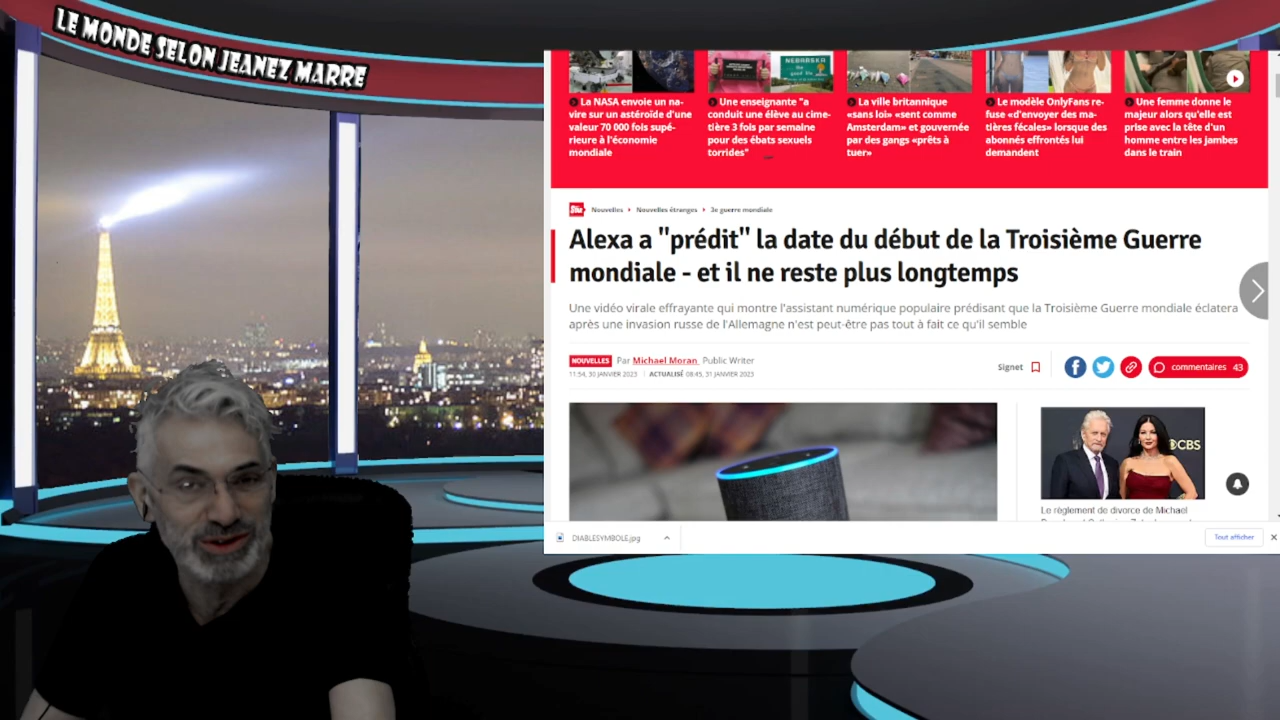 LE MONDE SELON JEANEZ MARRE
La NASA envoie un na-
vire sur un astéroïde d'une
valeur 70 000 fois supé-
rieure à l'économie
mondiale
Une enseignante "a
conduit une élève au cime-
tière 3 fois par semaine
pour des ébats sexuels
torrides"
La ville britannique
«sans loi» «sent comme
Amsterdam» et gouvernée
par des gangs «prêts à
tuer»
Le modèle OnlyFans re-
fuse «d'envoyer des ma-
tières fécales» lorsque des
abonnés effrontés lui
demandent
Une femme donne le
majeur alors qu'elle est
prise avec la tête d'un
homme entre les jambes
dans le train
NEBRASKA
Star Nouvelles Nouvelles étranges 3e guerre mondiale
Alexa a "prédit" la date du début de la Troisième Guerre
mondiale - et il ne reste plus longtemps
Une vidéo virale effrayante qui montre l'assistant numérique populaire prédisant que la Troisième Guerre mondiale éclatera
après une invasion russe de l'Allemagne n'est peut-être pas tout à fait ce qu'il semble
NOUVELLES Par Michael Moran, Public Writer
11:54, 30 JANVIER 2023 | ACTUALISÉ 08:45, 31 JANVIER 2023
Signet
commentaires 43
CBS
Le règlement de divorce de Michael
DIABLESYMBOLE.jpg
Tout afficher